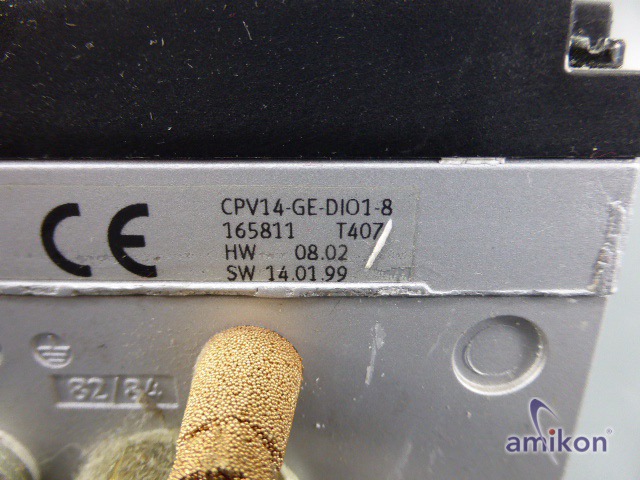 CE
CPV14-GE-DIO1-8
165811 T407
HW 08.02
SW 14.01.99
82/84
amikon